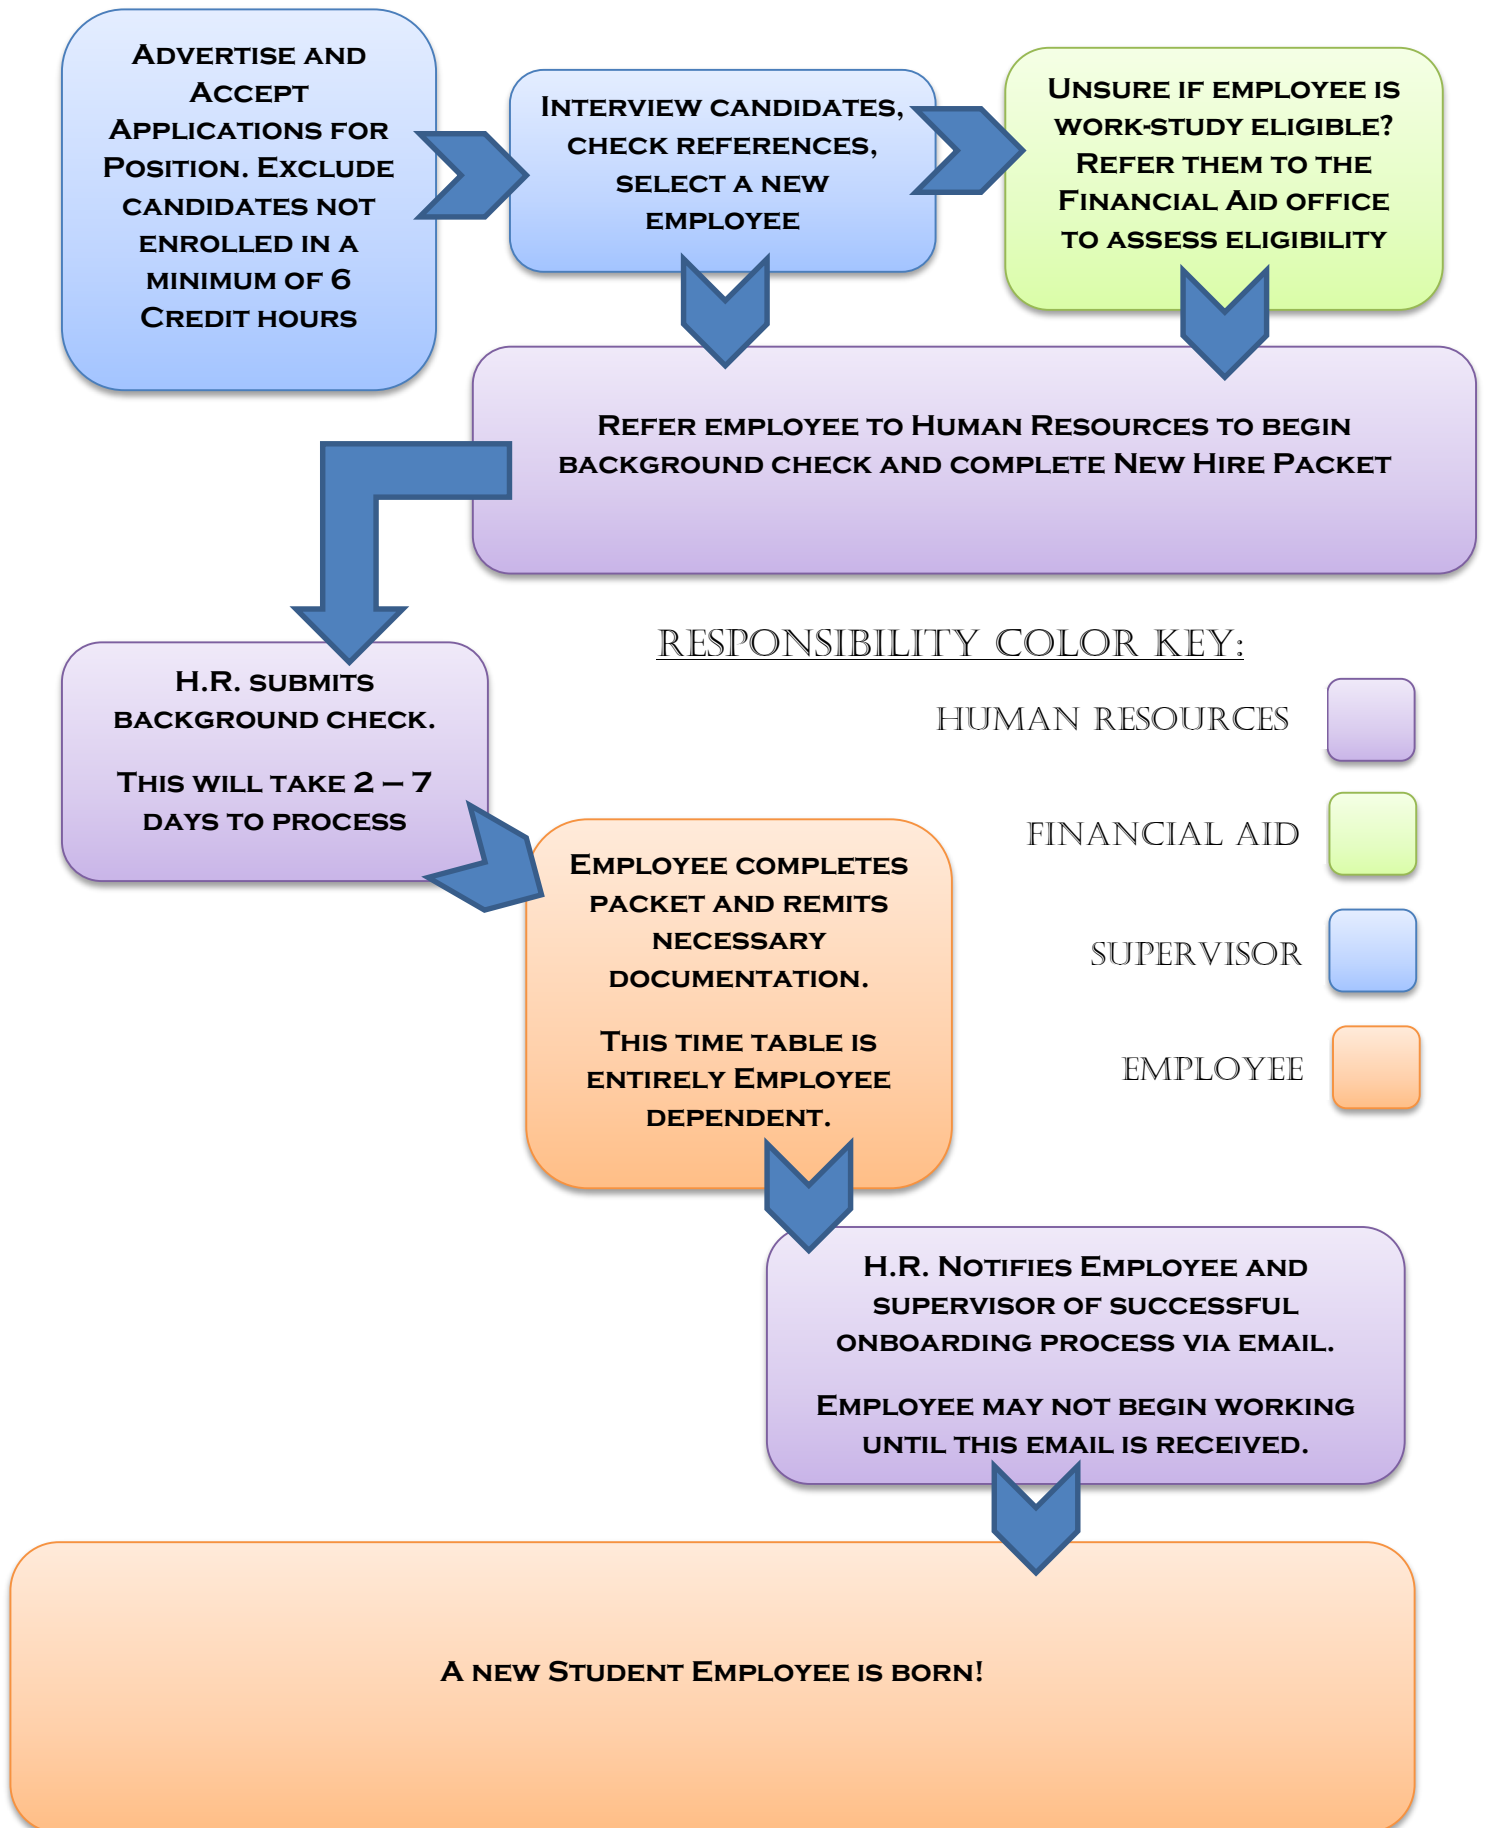 Advertise and
Accept
Applications for
Position. Exclude
candidates not
enrolled in a
minimum of 6
Credit hours
Interview candidates,
check references,
select a new
employee
Unsure if employee is
work-study eligible?
Refer them to the
Financial Aid office
to assess eligibility
Refer employee to Human Resources to begin
background check and complete New Hire Packet
H.R. submits
background check.
This will take 2 – 7
days to process
Responsibility Color Key:
Human Resources
Financial Aid
Supervisor
Employee
Employee completes
packet and remits
necessary
documentation.
This time table is
entirely Employee
dependent.
H.R. Notifies Employee and
supervisor of successful
onboarding process via email.
Employee may not begin working
until this email is received.
A new Student Employee is born!